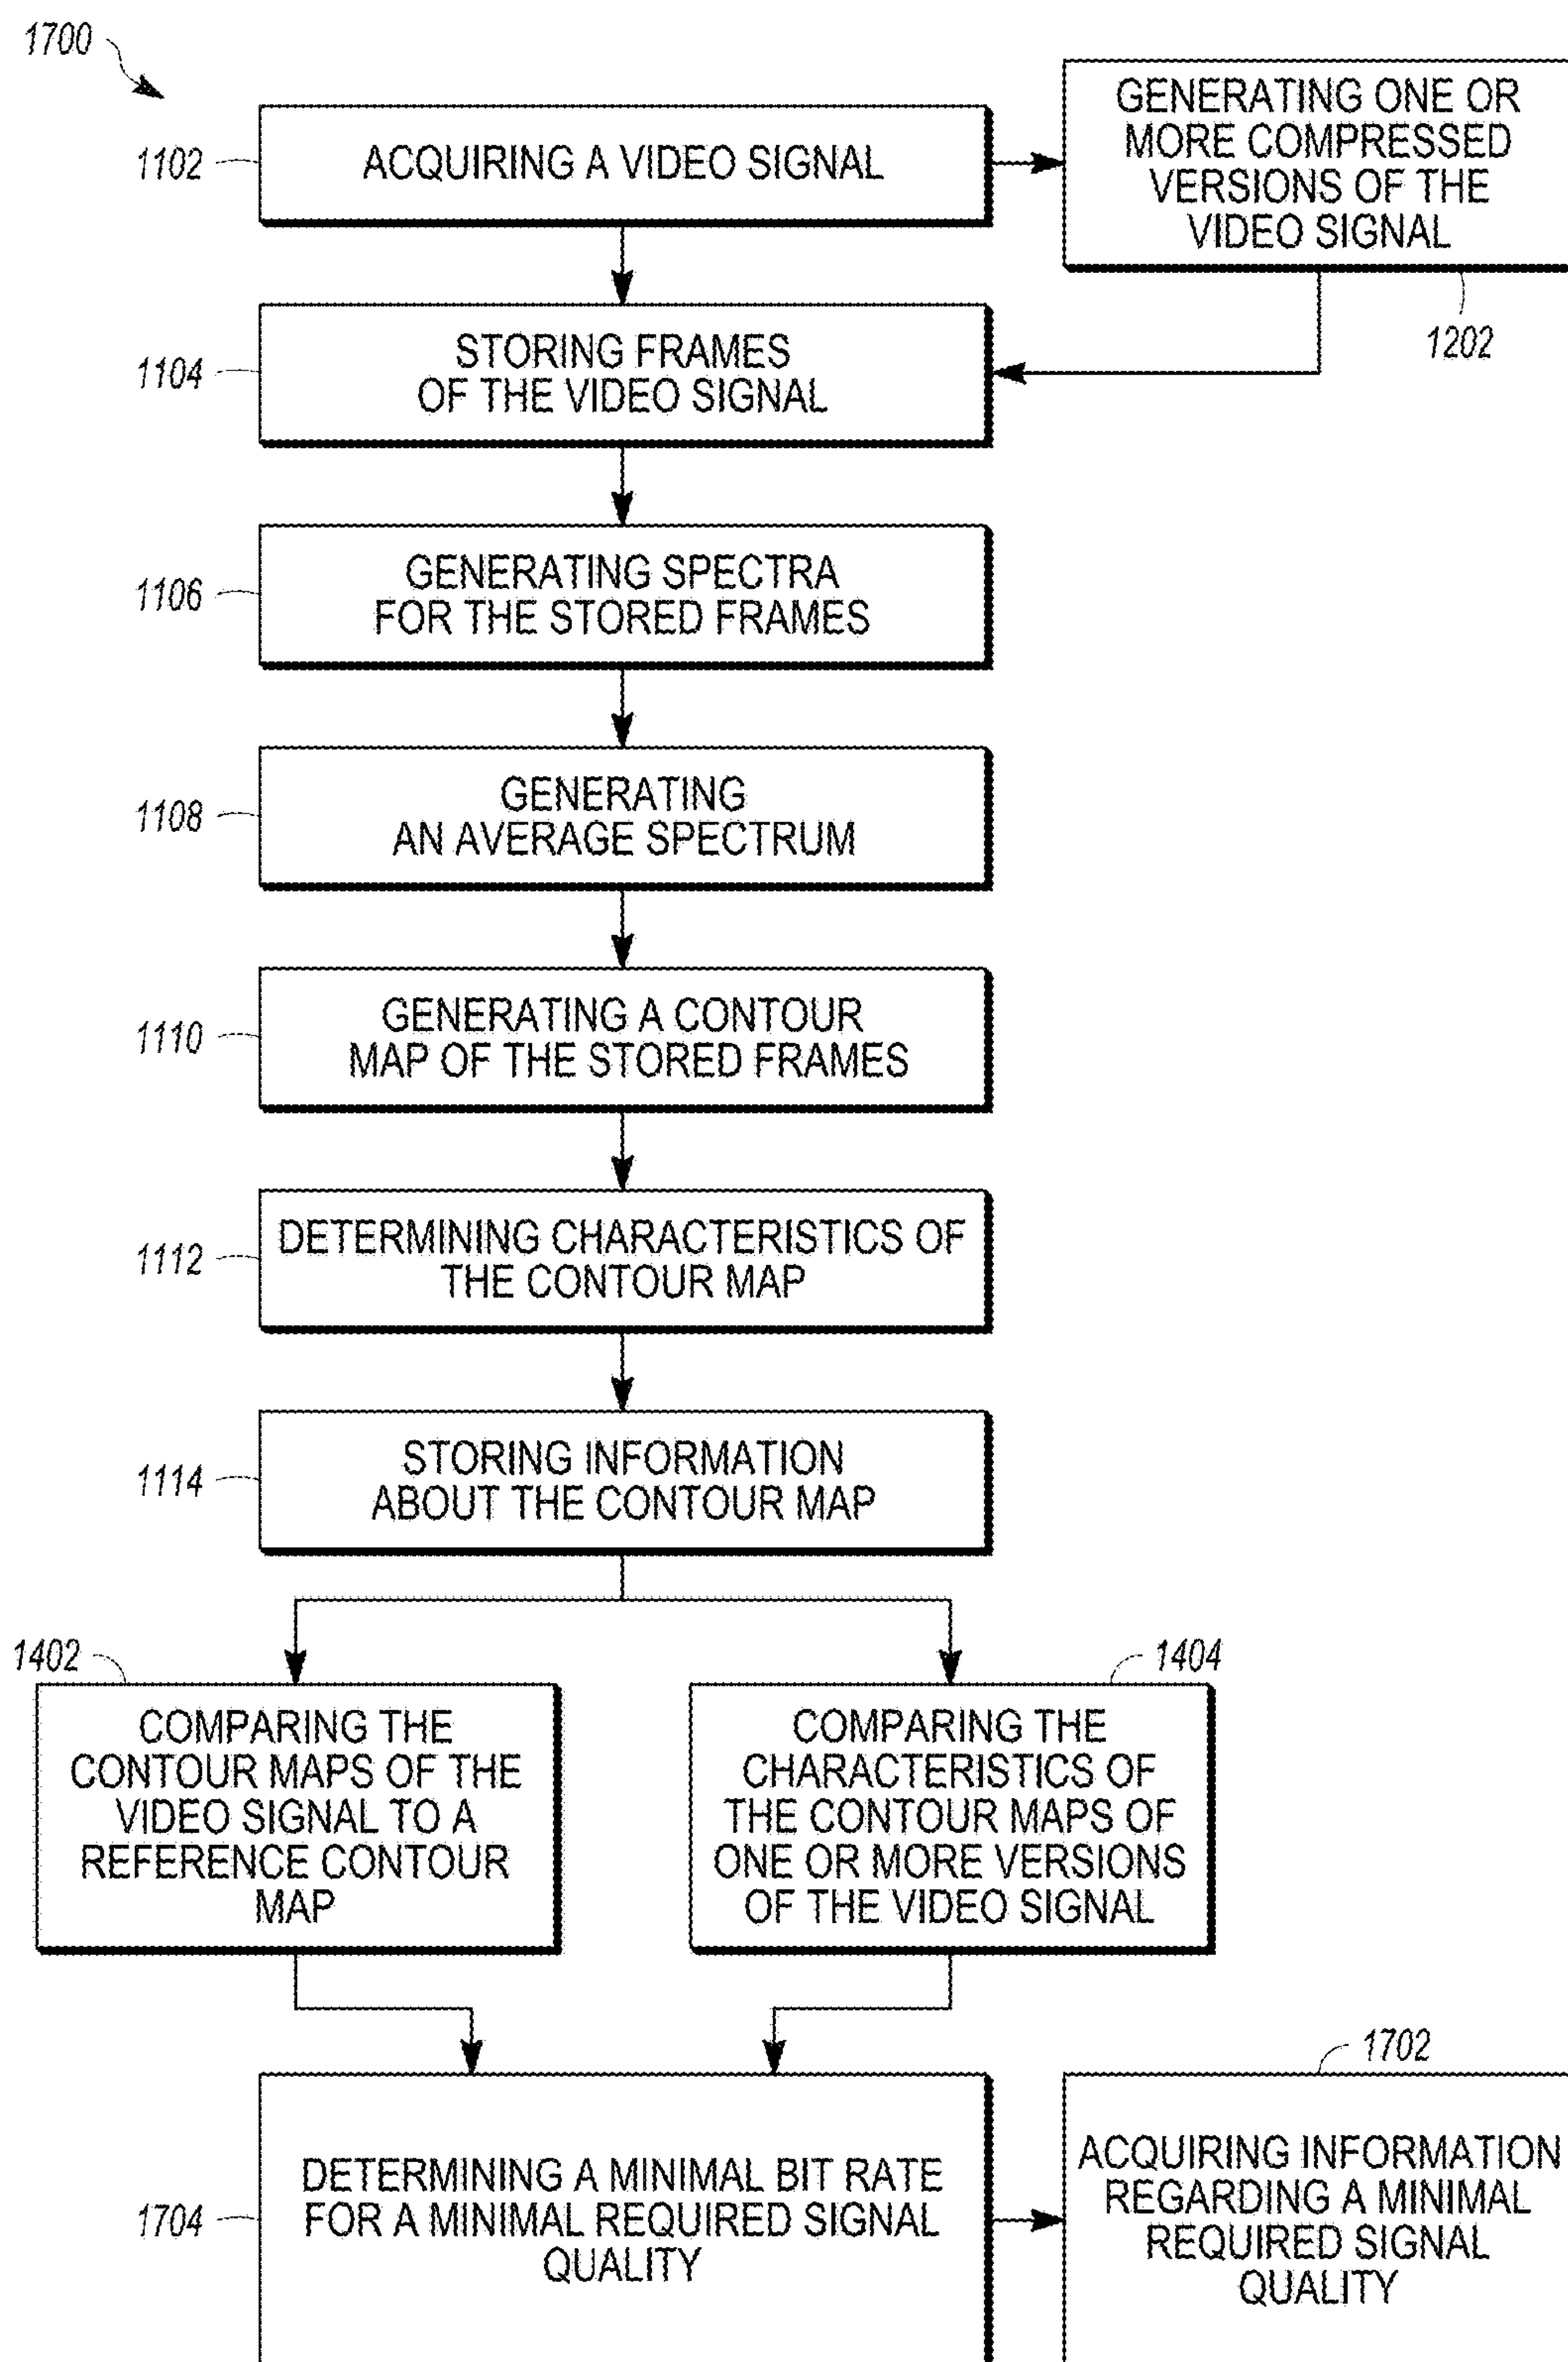 1700
1102
ACQUIRING A VIDEO SIGNAL
GENERATING ONE OR
MORE COMPRESSED
VERSIONS OF THE
VIDEO SIGNAL
1202
1104
STORING FRAMES
OF THE VIDEO SIGNAL
1106
GENERATING SPECTRA
FOR THE STORED FRAMES
1108
GENERATING
AN AVERAGE SPECTRUM
1110
GENERATING A CONTOUR
MAP OF THE STORED FRAMES
1112
DETERMINING CHARACTERISTICS OF
THE CONTOUR MAP
1114
STORING INFORMATION
ABOUT THE CONTOUR MAP
1402
COMPARING THE
CONTOUR MAPS OF THE
VIDEO SIGNAL TO A
REFERENCE CONTOUR
MAP
1404
COMPARING THE
CHARACTERISTICS OF
THE CONTOUR MAPS OF
ONE OR MORE VERSIONS
OF THE VIDEO SIGNAL
1704
DETERMINING A MINIMAL BIT RATE
FOR A MINIMAL REQUIRED SIGNAL
QUALITY
1702
ACQUIRING INFORMATION
REGARDING A MINIMAL
REQUIRED SIGNAL
QUALITY